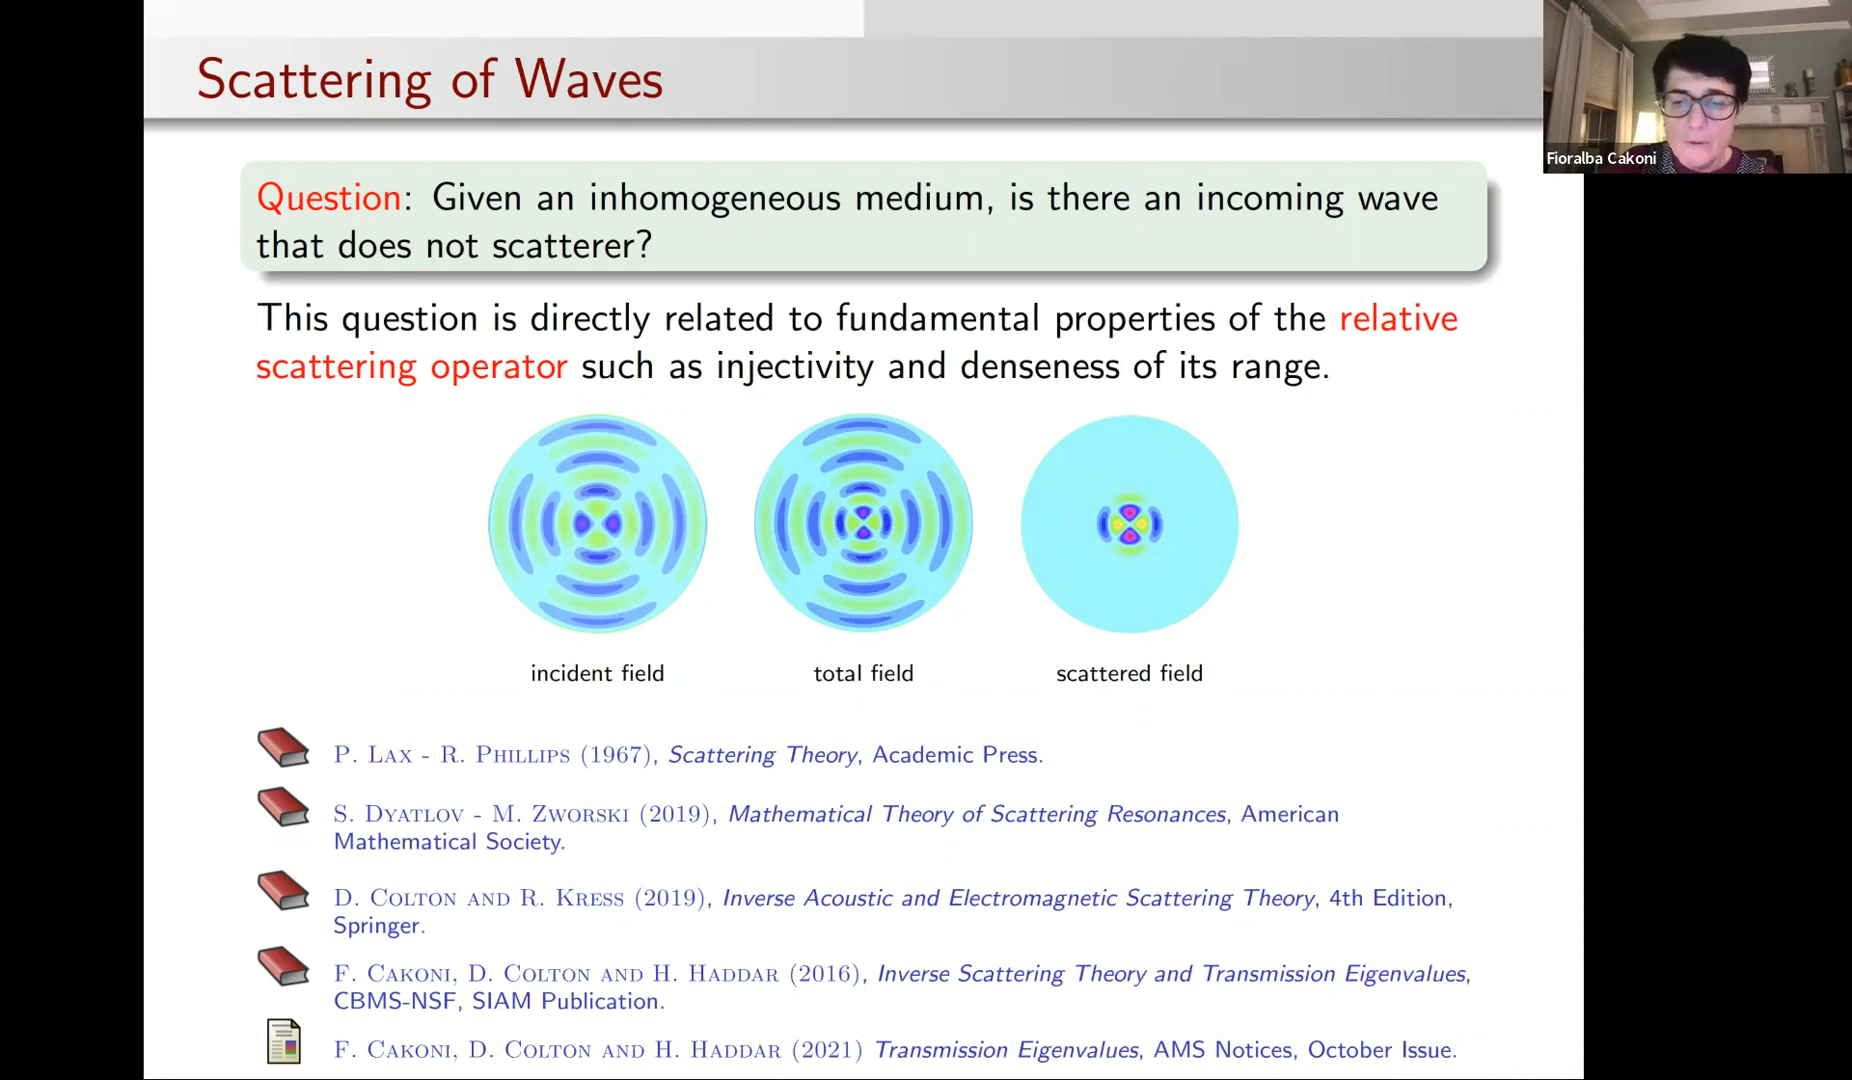 Scattering of Waves
Fioralba Cakoni
Question: Given an inhomogeneous medium, is there an incoming wave
that does not scatterer?
This question is directly related to fundamental properties of the relative
scattering operator such as injectivity and denseness of its range.
incident field
total field
scattered field
P. LAX - R. PHILLIPS (1967), Scattering Theory, Academic Press.
S. DYATLOV - M. ZWORSKI (2019), Mathematical Theory of Scattering Resonances, American
Mathematical Society.
D. COLTON AND R. KRESS (2019), Inverse Acoustic and Electromagnetic Scattering Theory, 4th Edition,
Springer.
F. CAKONI, D. COLTON AND H. HADDAR (2016), Inverse Scattering Theory and Transmission Eigenvalues,
CBMS-NSF, SIAM Publication.
F. CAKONI, D. COLTON AND H. HADDAR (2021) Transmission Eigenvalues, AMS Notices, October Issue.